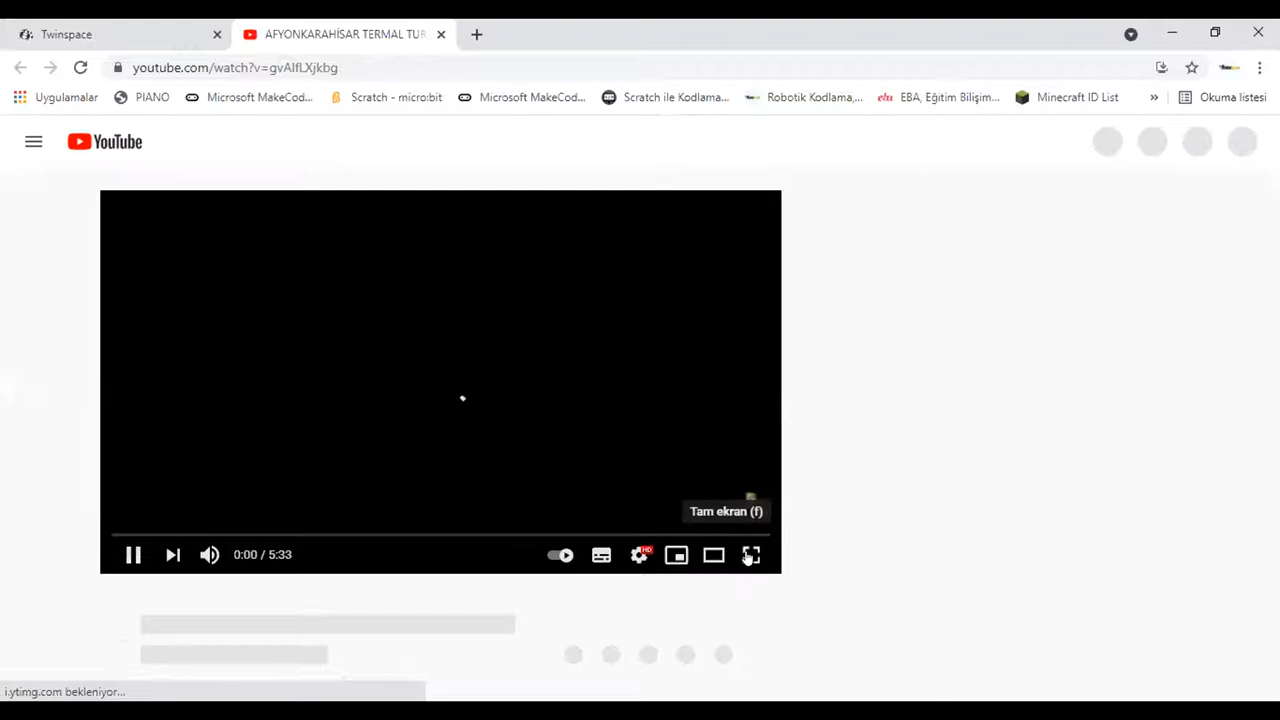 Twinspace
AFYONKARAHİSAR TERMAL TUR
youtube.com/watch?v=gvAIfLXjkbg
Uygulamalar PIANO Microsoft MakeCod... Scratch - micro:bit Microsoft MakeCod... Scratch ile Kodlama... Robotik Kodlama,... EBA, Eğitim Bilişim... Minecraft ID List » Okuma listesi
YouTube
Tam ekran (f)
0:00 / 5:33
HD
i.ytimg.com bekleniyor...